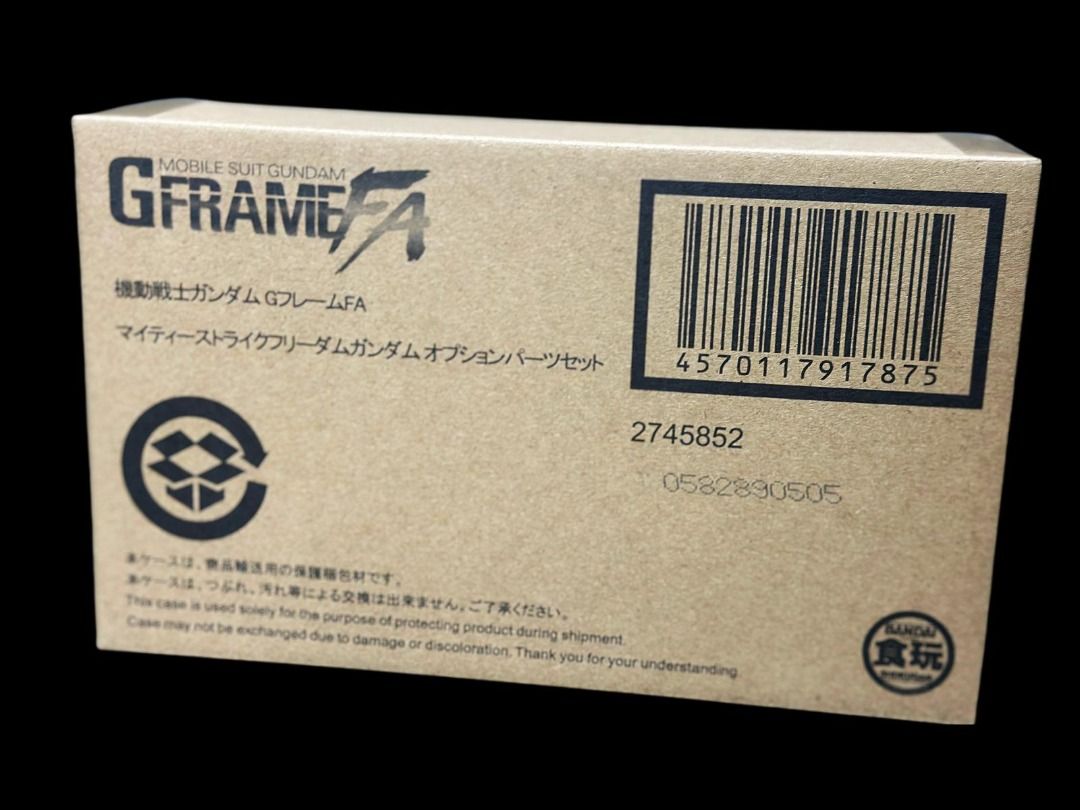 MOBILE SUIT GUNDAM
GFRAMEFA
機動戦士ガンダム GフレームFA
マイティーストライクフリーダムガンダム オプションパーツセット
4570117917875
2745852
0582890505
本ケースは、商品輸送用の保護梱包材です。
本ケースは、つぶれ、汚れ等による交換は出来ません。ご了承ください。
This case is used solely for the purpose of protecting product during shipment.
Case may not be exchanged due to damage or discoloration. Thank you for your understanding.
BANDAI
食玩